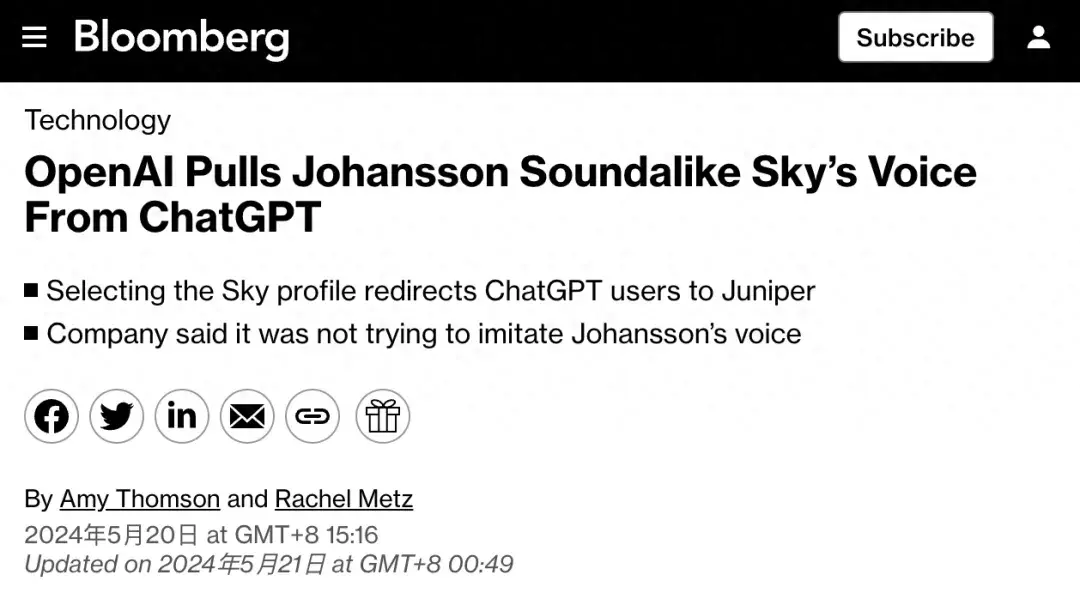 Bloomberg
Subscribe
Technology
OpenAI Pulls Johansson Soundalike Sky’s Voice
From ChatGPT
Selecting the Sky profile redirects ChatGPT users to Juniper
Company said it was not trying to imitate Johansson’s voice
in
By Amy Thomson and Rachel Metz
2024年5月20日 at GMT+8 15:16
Updated on 2024年5月21日 at GMT+8 00:49